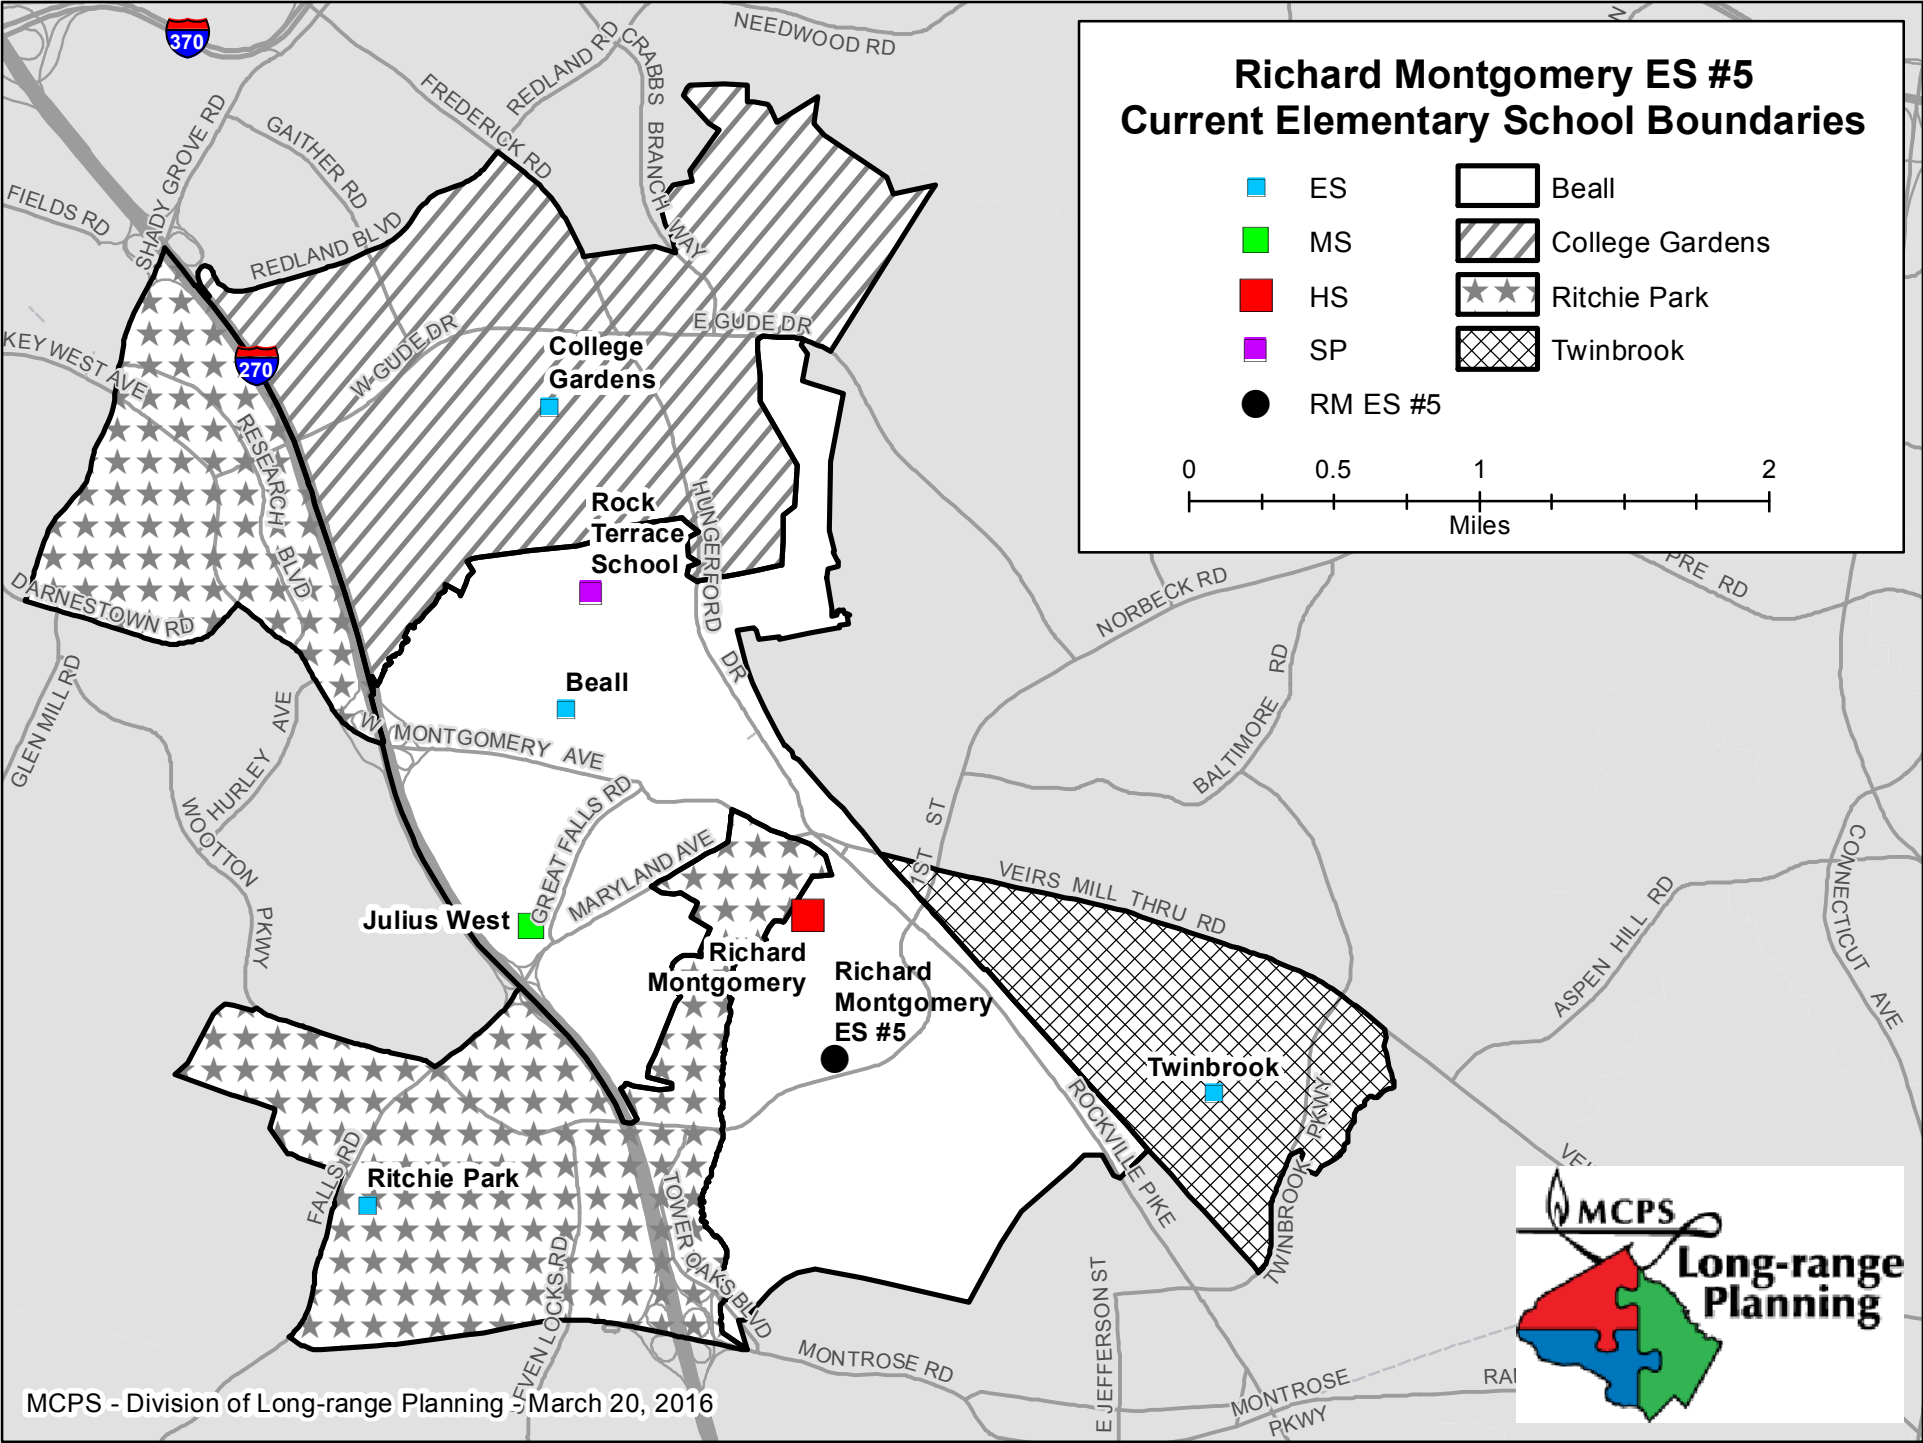 Richard Montgomery ES #5
Current Elementary School Boundaries
ES
MS
HS
SP
RM ES #5
Beall
College Gardens
Ritchie Park
Twinbrook
0
0.5
1
2
Miles
370
270
NEEDWOOD RD
REDLAND RD
CRABBS BRANCH WAY
FREDERICK RD
SHADY GROVE RD
GAITHER RD
FIELDS RD
REDLAND BLVD
E GUDE DR
W GUDE DR
KEY WEST AVE
College
Gardens
RESEARCH BLVD
Rock
Terrace
School
HUNGERFORD DR
DARNESTOWN RD
NORBECK RD
PRE RD
GLEN MILL RD
HURLEY AVE
Beall
BALTIMORE RD
W MONTGOMERY AVE
WOOTTON PKWY
GREAT FALLS RD
MARYLAND AVE
1ST ST
VEIRS MILL THRU RD
CONNECTICUT AVE
ASPEN HILL RD
Julius West
Richard
Montgomery
Richard
Montgomery
ES #5
Twinbrook
ROCKVILLE PIKE
TWINBROOK PKWY
FALLS RD
Ritchie Park
TOWER OAKS BLVD
EVEN LOCKS RD
MONTROSE RD
E JEFFERSON ST
MONTROSE
PKWY
RA
VEI
MCPS
Long-range
Planning
MCPS - Division of Long-range Planning - March 20, 2016